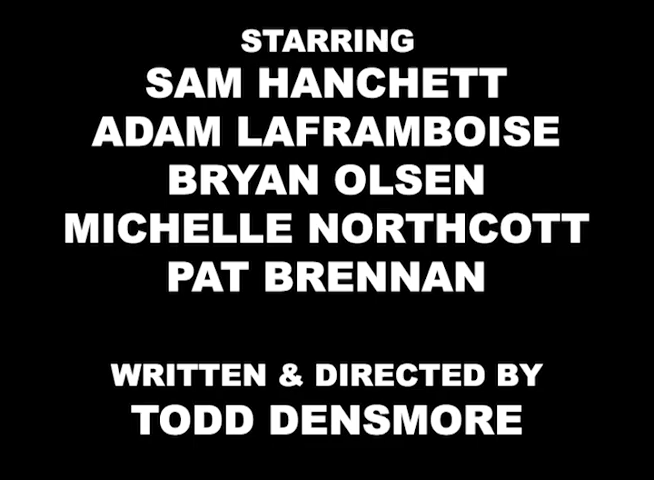 STARRING
SAM HANCHETT
ADAM LAFRAMBOISE
BRYAN OLSEN
MICHELLE NORTHCOTT
PAT BRENNAN
WRITTEN & DIRECTED BY
TODD DENSMORE